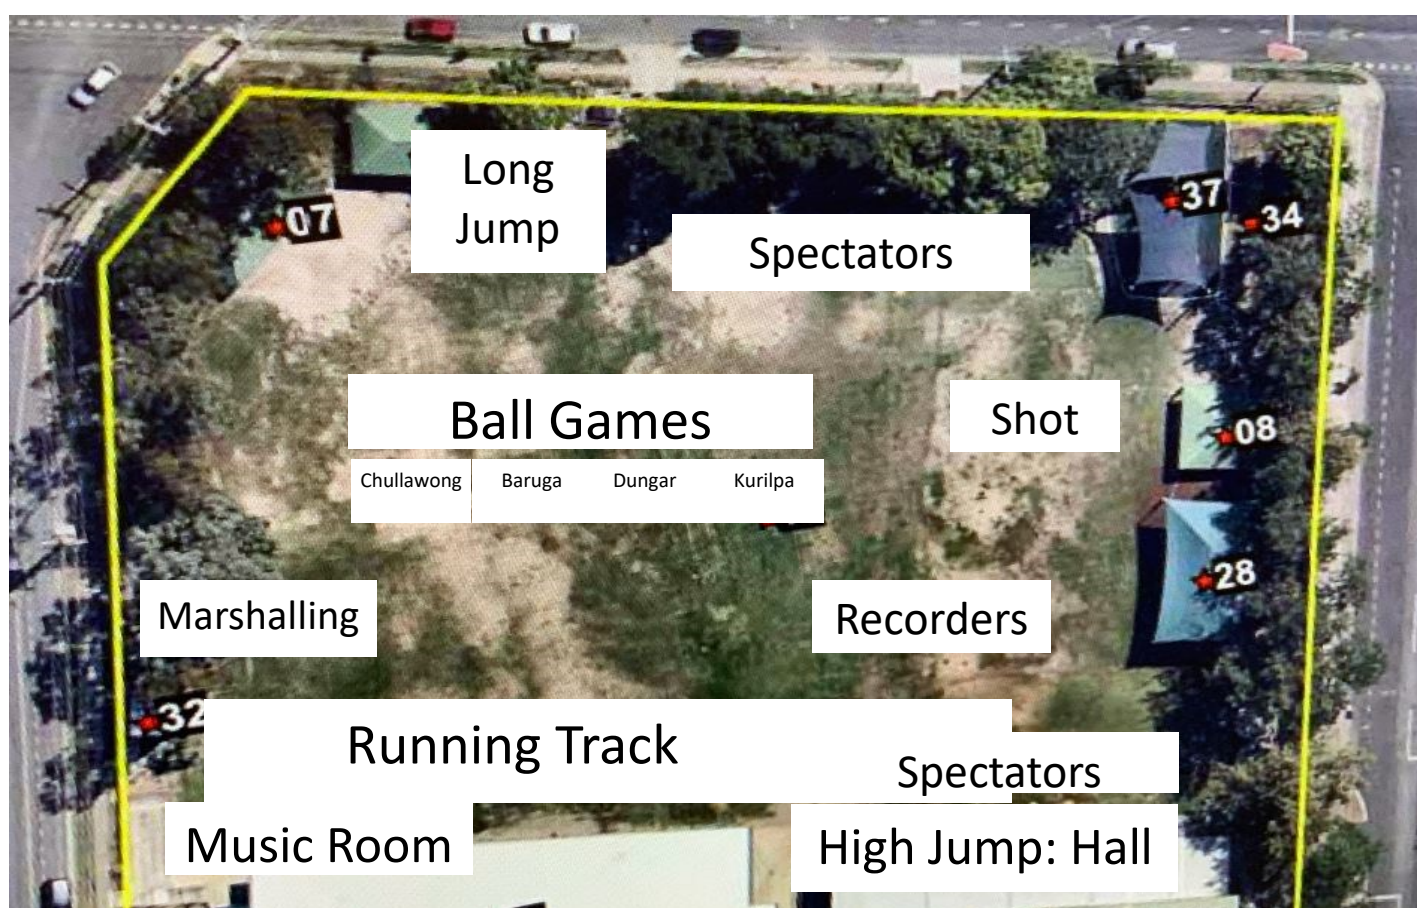 Long
Jump
07
37
34
Spectators
Ball Games
Shot
08
Chullawong Baruga Dungar Kurilpa
28
Marshalling
Recorders
32
Running Track
Spectators
Music Room
High Jump: Hall